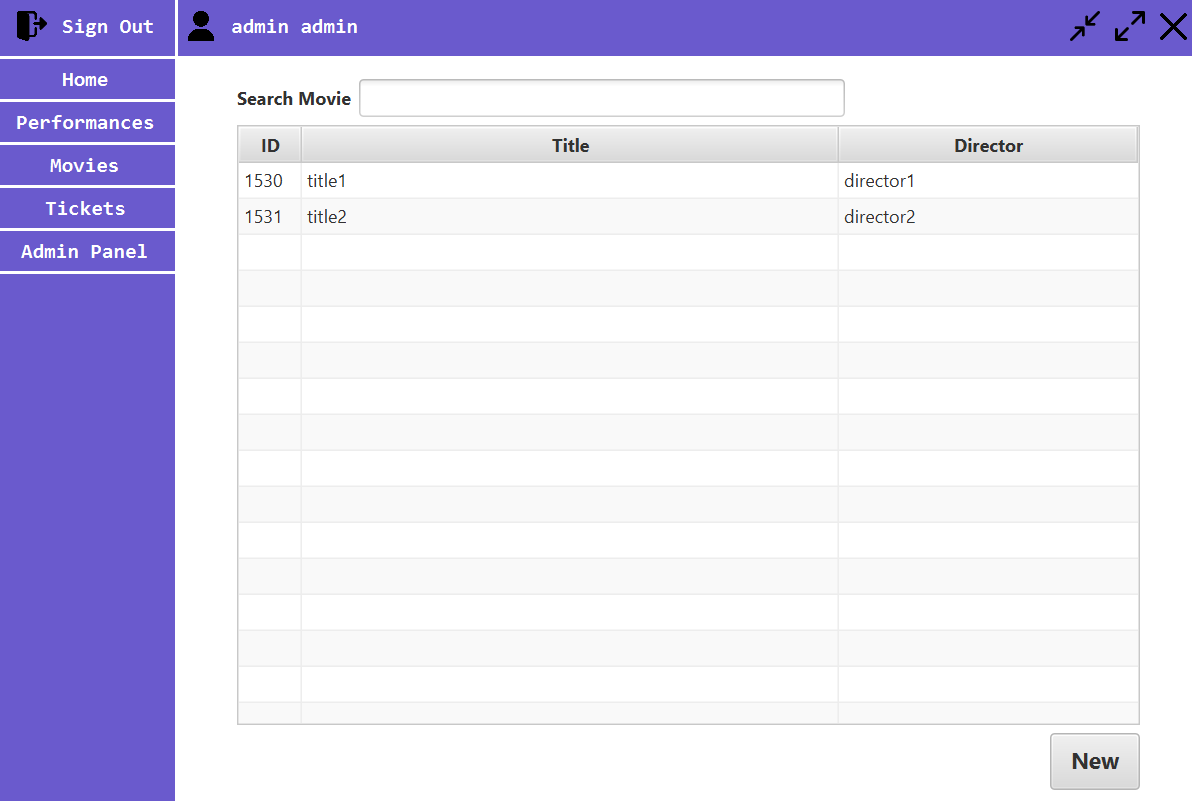 Sign Out
admin admin
Home
Performances
Movies
Tickets
Admin Panel
Search Movie
ID Title Director
1530 title1 director1
1531 title2 director2
New